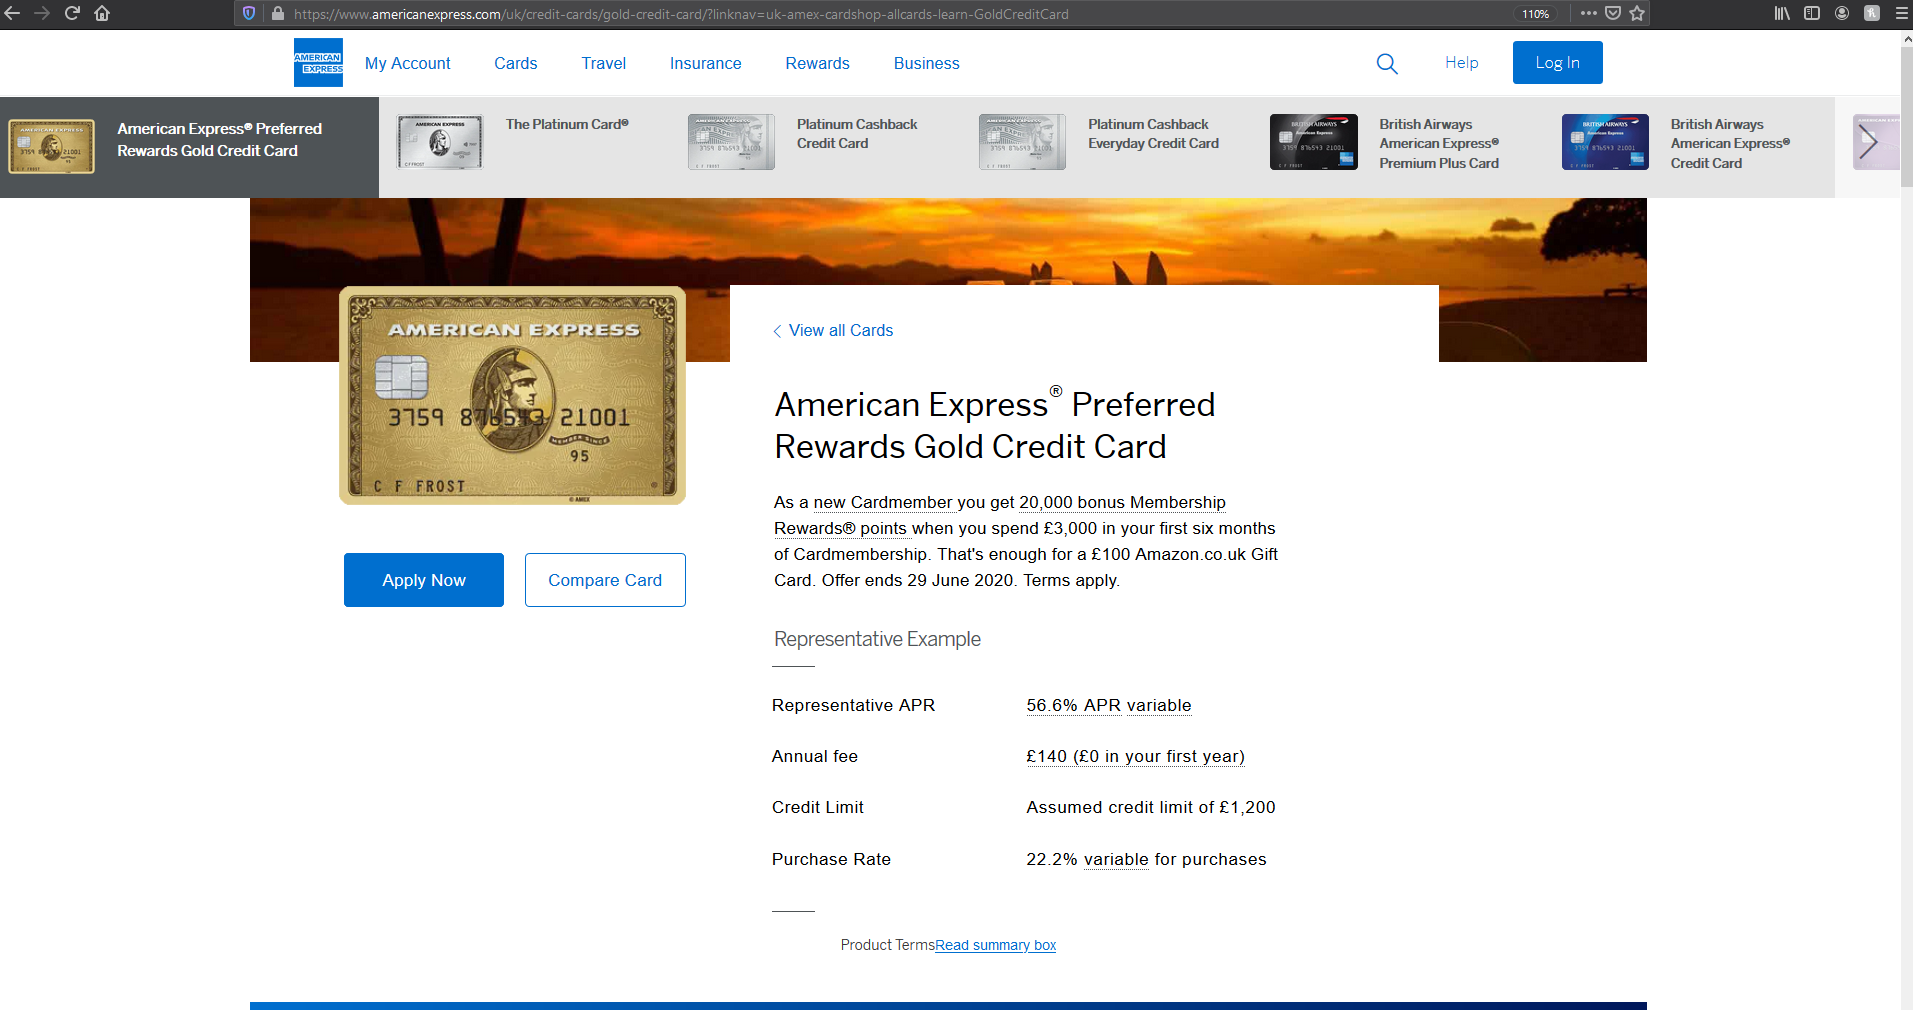 https://www.americanexpress.com/uk/credit-cards/gold-credit-card/?linknav=uk-amex-cardshop-allcards-learn-GoldCreditCard
110%
AMERICAN
EXPRESS
My Account
Cards
Travel
Insurance
Rewards
Business
Help
Log In
American Express® Preferred
Rewards Gold Credit Card
The Platinum Card®
Platinum Cashback
Credit Card
Platinum Cashback
Everyday Credit Card
British Airways
American Express®
Premium Plus Card
British Airways
American Express®
Credit Card
AMERICAN EXPRESS
3759 876543 21001
MEMBER SINCE
95
C F FROST
© AMEX
Apply Now
Compare Card
View all Cards
American Express® Preferred
Rewards Gold Credit Card
As a new Cardmember you get 20,000 bonus Membership
Rewards® points when you spend £3,000 in your first six months
of Cardmembership. That's enough for a £100 Amazon.co.uk Gift
Card. Offer ends 29 June 2020. Terms apply.
Representative Example
Representative APR
56.6% APR variable
Annual fee
£140 (£0 in your first year)
Credit Limit
Assumed credit limit of £1,200
Purchase Rate
22.2% variable for purchases
Product TermsRead summary box